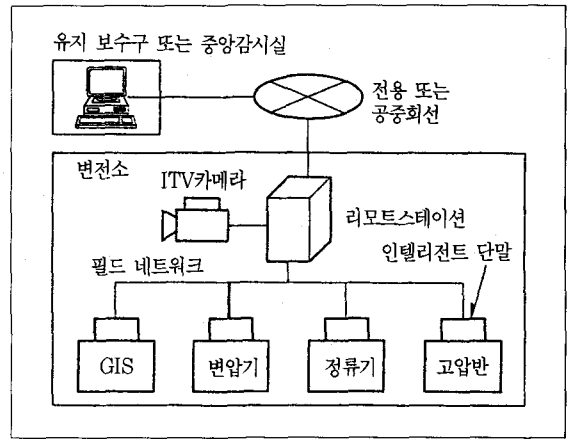 유지 보수구 또는 중앙감시실
전용 또는
공중회선
변전소
ITV카메라
리모트스테이션
인텔리전트 단말
필드 네트워크
GIS
변압기
정류기
고압반